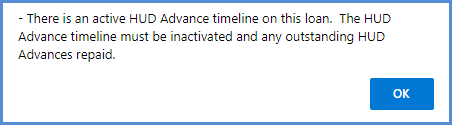 - There is an active HUD Advance timeline on this loan.  The HUD
Advance timeline must be inactivated and any outstanding HUD
Advances repaid.
OK